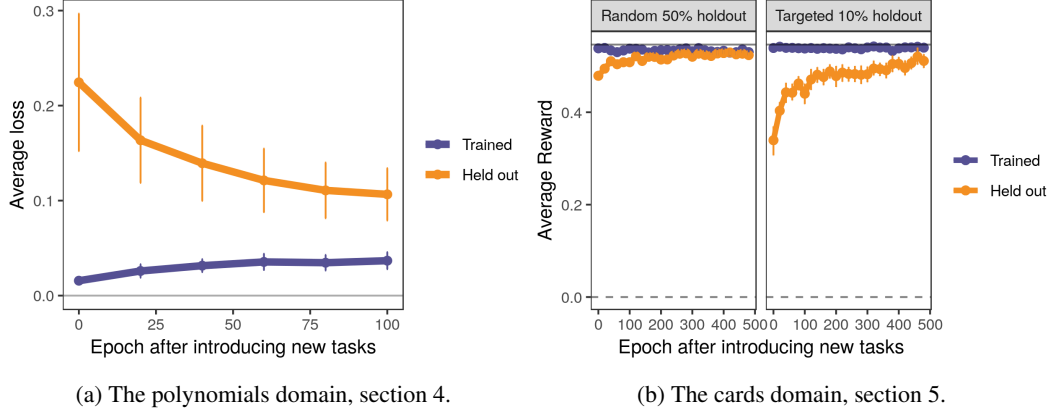 0.3
0.2
0.1
0.0
Average loss
0 25 50 75 100
Epoch after introducing new tasks
Trained
Held out
(a) The polynomials domain, section 4.
Random 50% holdout
Targeted 10% holdout
0.4
0.2
0.0
Average Reward
0 100 200 300 400 500
0 100 200 300 400 500
Epoch after introducing new tasks
Trained
Held out
(b) The cards domain, section 5.